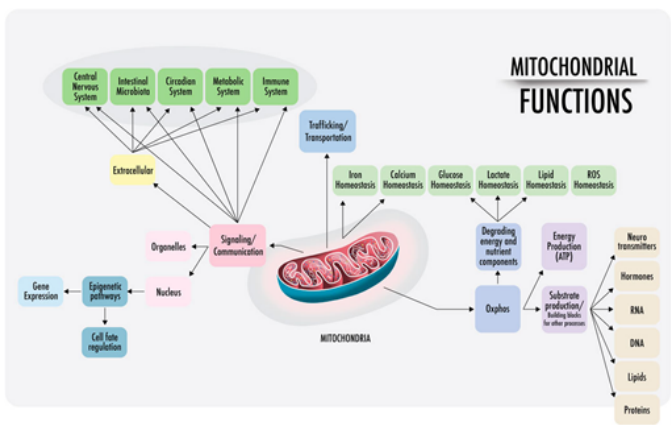 MITOCHONDRIAL
FUNCTIONS
Central
Nervous
System
Intestinal
Microbiota
Circadian
System
Metabolic
System
Immune
System
Trafficking/
Transportation
Extracellular
Iron
Homeostasis
Calcium
Homeostasis
Glucose
Homeostasis
Lactate
Homeostasis
Lipid
Homeostasis
ROS
Homeostasis
Signaling/
Communication
Organelles
Nucleus
Epigenetic
pathways
Gene
Expression
Cell fate
regulation
MITOCHONDRIA
Degrading
energy and
nutrient
components
Energy
Production
(ATP)
Oxphos
Substrate
production/
Building blocks
for other processes
Neuro
transmitters
Hormones
RNA
DNA
Lipids
Proteins